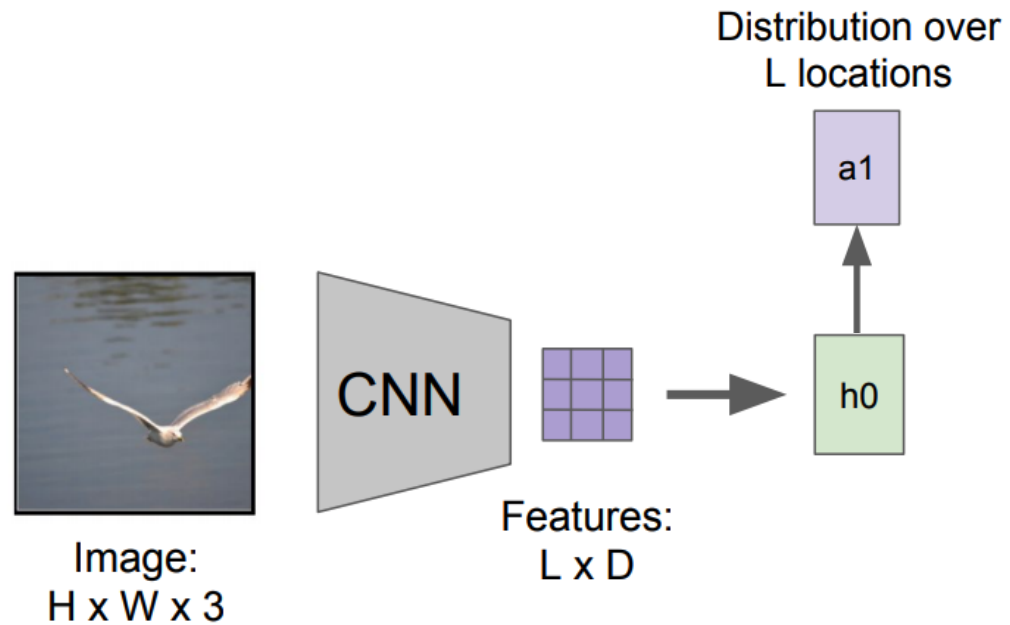 Distribution over
L locations
a1
CNN
h0
Features:
L x D
Image:
H x W x 3